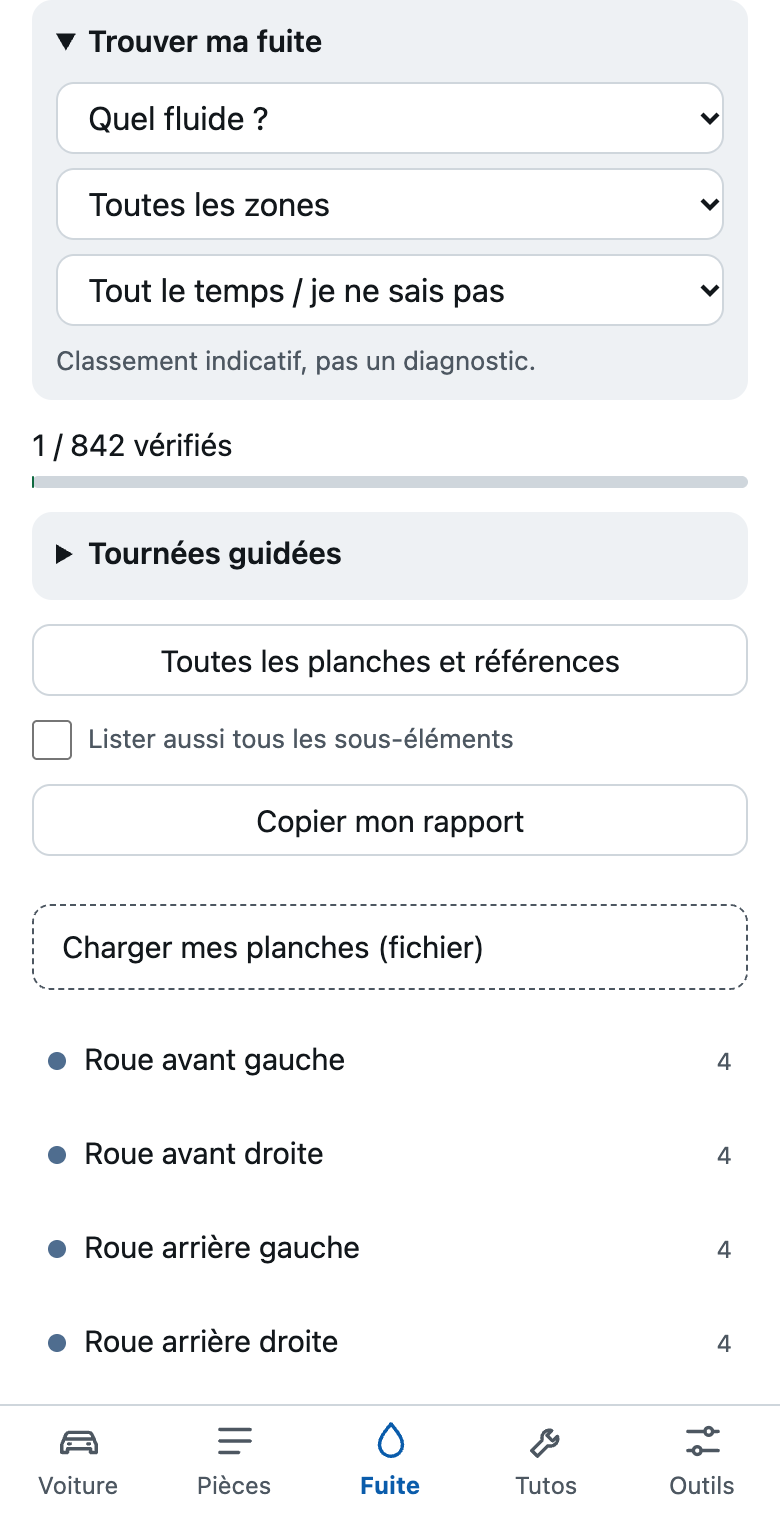 Trouver ma fuite
Quel fluide ?
Toutes les zones
Tout le temps / je ne sais pas
Classement indicatif, pas un diagnostic.
1 / 842 vérifiés
Tournées guidées
Toutes les planches et références
Lister aussi tous les sous-éléments
Copier mon rapport
Charger mes planches (fichier)
Roue avant gauche 4
Roue avant droite 4
Roue arrière gauche 4
Roue arrière droite 4
Voiture Pièces Fuite Tutos Outils